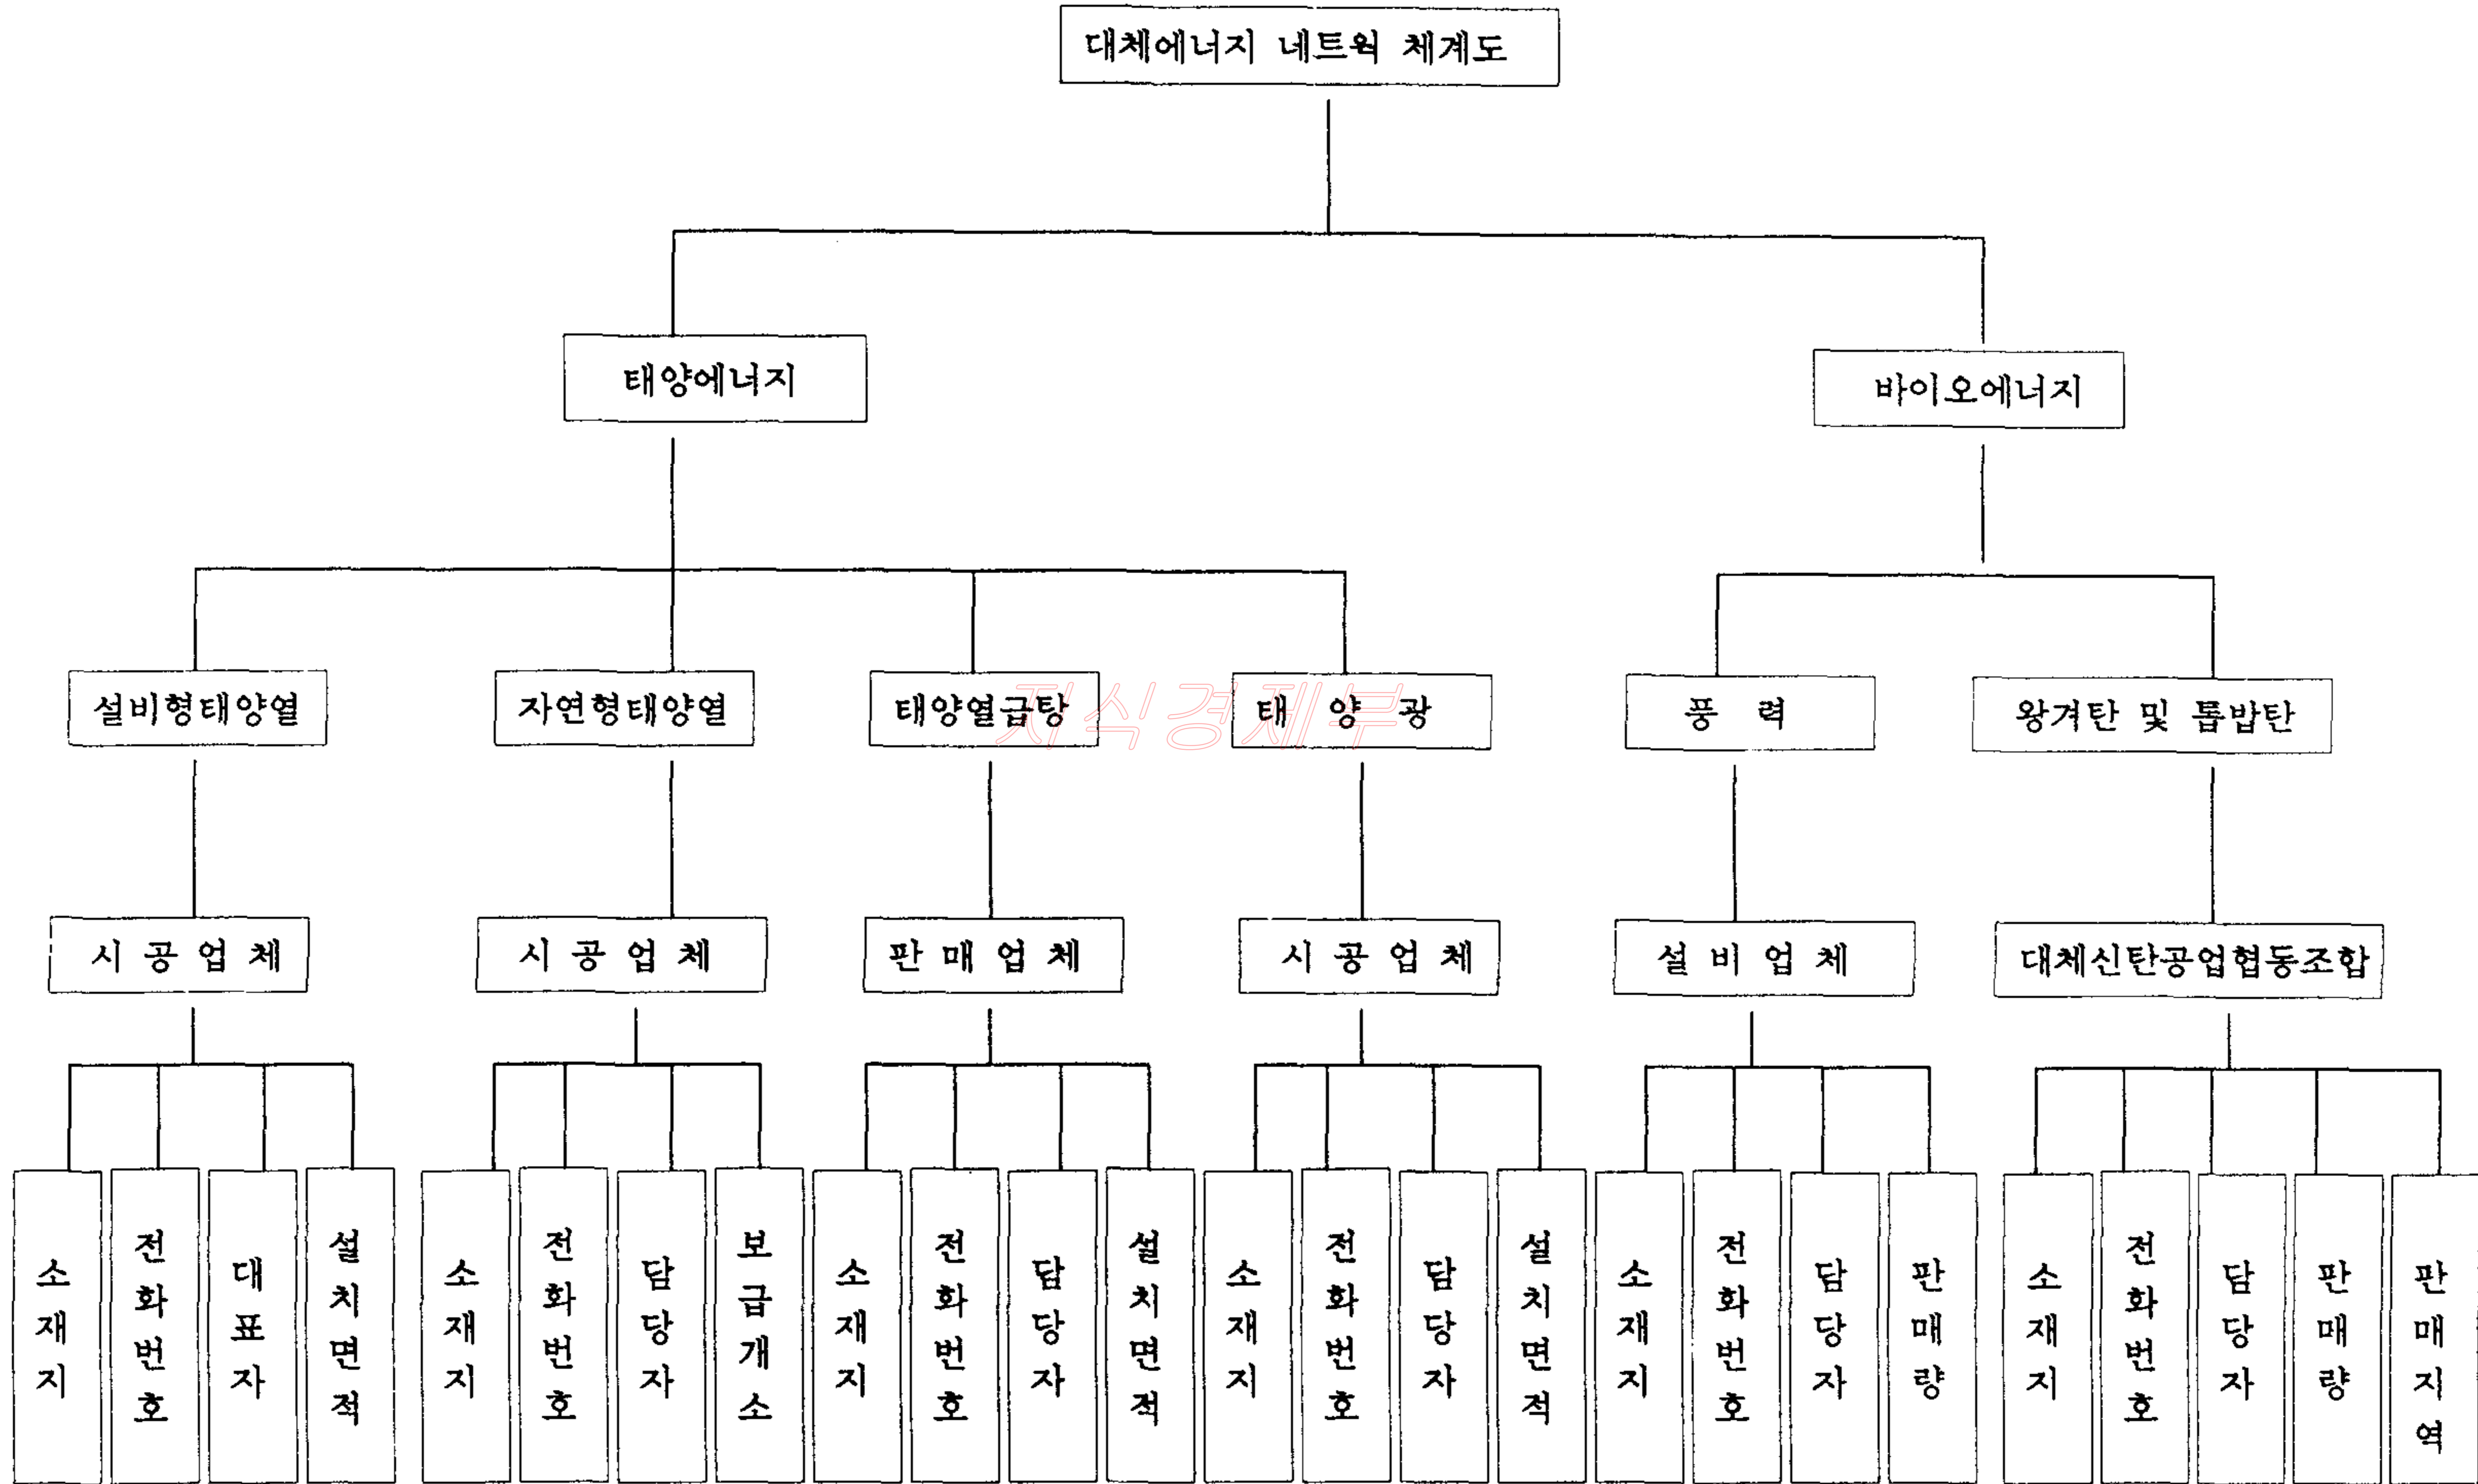 대체에너지 네트웍 체계도
태양에너지
바이오에너지
설비형태양열
자연형태양열
태양열급탕
태 양 광
풍 력
왕겨탄 및 톱밥탄
지식경제부
시 공 업 체
시 공 업 체
판 매 업 체
시 공 업 체
설 비 업 체
대체신탄공업협동조합
소재지
전화번호
대표자
설치면적
소재지
전화번호
담당자
보급개소
소재지
전화번호
담당자
설치면적
소재지
전화번호
담당자
설치면적
소재지
전화번호
담당자
판매량
소재지
전화번호
담당자
판매량
판매지역